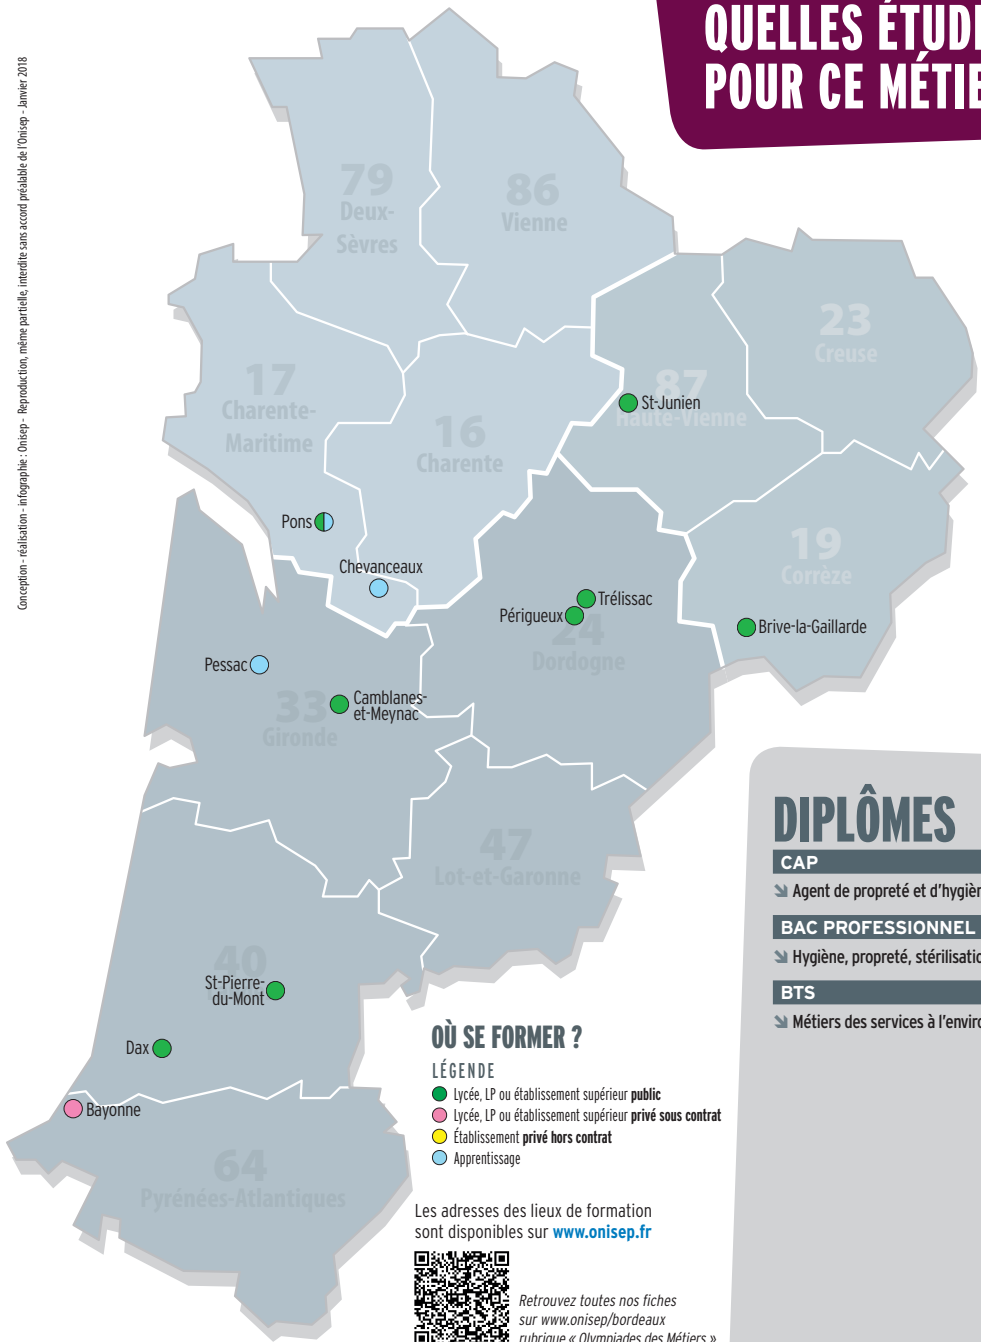 QUELLES ÉTUD
POUR CE MÉTIE
Conception - réalisation - infographie : Onisep - Reproduction, même partielle, interdite sans accord préalable de l'Onisep - Janvier 2018
79
Deux-
Sèvres
86
Vienne
23
Creuse
17
Charente-
Maritime
87
Haute-Vienne
St-Junien
16
Charente
Pons
Chevanceaux
19
Corrèze
Brive-la-Gaillarde
Trélissac
Périgueux
24
Dordogne
Pessac
33
Gironde
Camblanes-
et-Meynac
47
Lot-et-Garonne
40
St-Pierre-
du-Mont
Dax
Bayonne
64
Pyrénées-Atlantiques
DIPLÔMES
CAP
Agent de propreté et d'hygièn
BAC PROFESSIONNEL
Hygiène, propreté, stérilisatio
BTS
Métiers des services à l'enviro
OÙ SE FORMER ?
LÉGENDE
Lycée, LP ou établissement supérieur public
Lycée, LP ou établissement supérieur privé sous contrat
Établissement privé hors contrat
Apprentissage
Les adresses des lieux de formation
sont disponibles sur www.onisep.fr
Retrouvez toutes nos fiches
sur www.onisep/bordeaux
rubrique « Olympiades des Métiers »